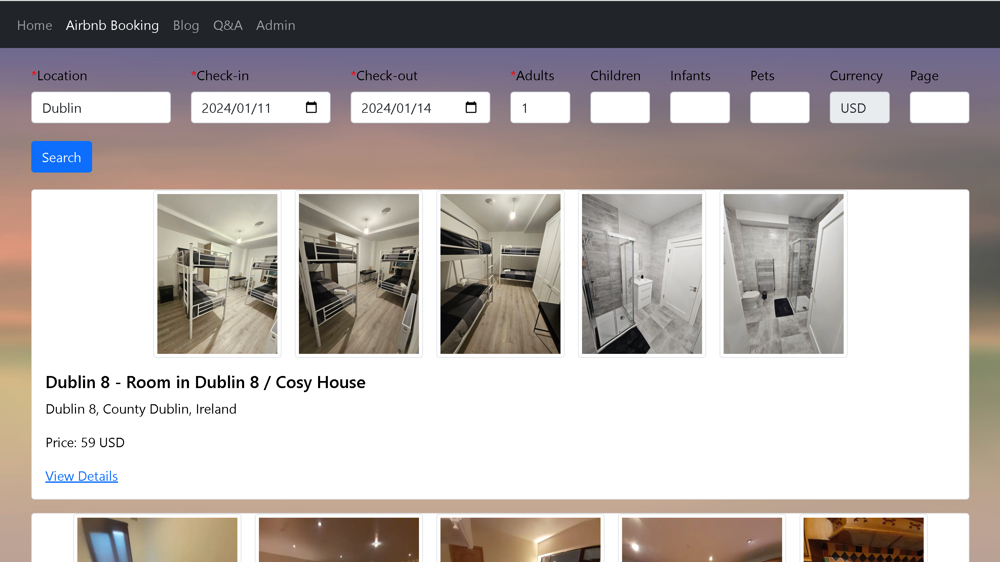 Home Airbnb Booking Blog Q&A Admin
*Location *Check-in *Check-out *Adults Children Infants Pets Currency Page
Dublin 2024/01/11 2024/01/14 1 USD
Search
Dublin 8 - Room in Dublin 8 / Cosy House
Dublin 8, County Dublin, Ireland
Price: 59 USD
View Details